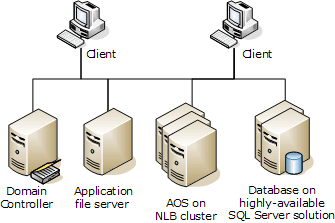 Client
Client
Domain
Controller
Application
file server
AOS on
NLB cluster
Database on
highly-available
SQL Server solution